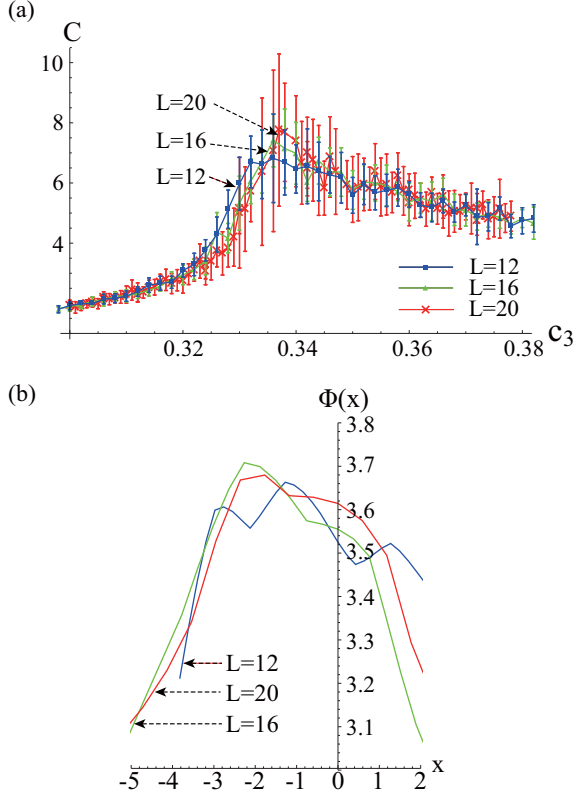 (a)
C
10
8
6
4
L=20
L=16
L=12
L=12
L=16
L=20
0.32
0.34
0.36
0.38
c₃
(b)
Φ(x)
3.8
3.7
3.6
3.5
3.4
3.3
3.2
3.1
L=12
L=20
L=16
-5
-4
-3
-2
-1
0
1
2
x